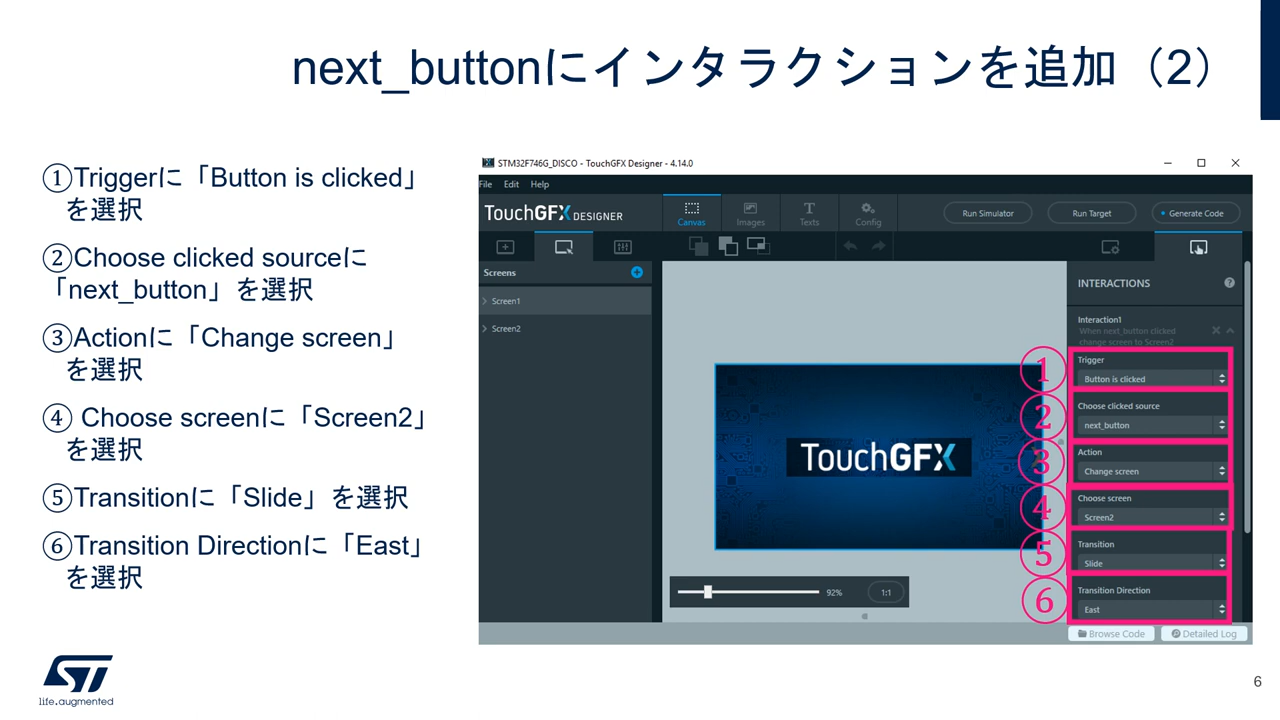 next_buttonにインタラクションを追加（2）
①Triggerに「Button is clicked」
を選択
②Choose clicked sourceに
「next_button」を選択
③Actionに「Change screen」
を選択
④ Choose screenに「Screen2」
を選択
⑤Transitionに「Slide」を選択
⑥Transition Directionに「East」
を選択
STM32F746G_DISCO - TouchGFX Designer - 4.14.0
File Edit Help
TouchGFX DESIGNER
Canvas
Images
Texts
Config
Run Simulator
Run Target
Generate Code
Screens
Screen1
Screen2
TouchGFX
92%
1:1
INTERACTIONS
?
Interaction1
When next_button clicked
change screen to Screen2
① Trigger
Button is clicked
② Choose clicked source
next_button
③ Action
Change screen
④ Choose screen
Screen2
⑤ Transition
Slide
⑥ Transition Direction
East
Browse Code
Detailed Log
ST
life.augmented
6